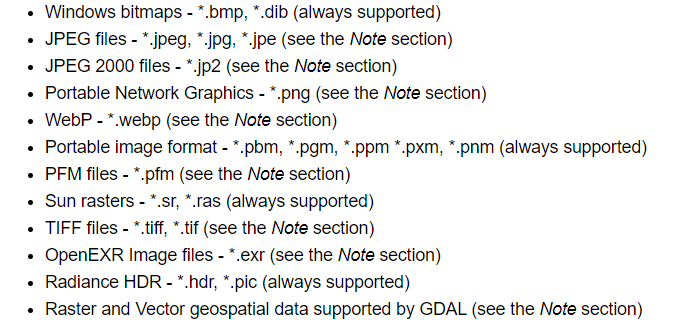 • Windows bitmaps - *.bmp, *.dib (always supported)
• JPEG files - *.jpeg, *.jpg, *.jpe (see the Note section)
• JPEG 2000 files - *.jp2 (see the Note section)
• Portable Network Graphics - *.png (see the Note section)
• WebP - *.webp (see the Note section)
• Portable image format - *.pbm, *.pgm, *.ppm *.pxm, *.pnm (always supported)
• PFM files - *.pfm (see the Note section)
• Sun rasters - *.sr, *.ras (always supported)
• TIFF files - *.tiff, *.tif (see the Note section)
• OpenEXR Image files - *.exr (see the Note section)
• Radiance HDR - *.hdr, *.pic (always supported)
• Raster and Vector geospatial data supported by GDAL (see the Note section)